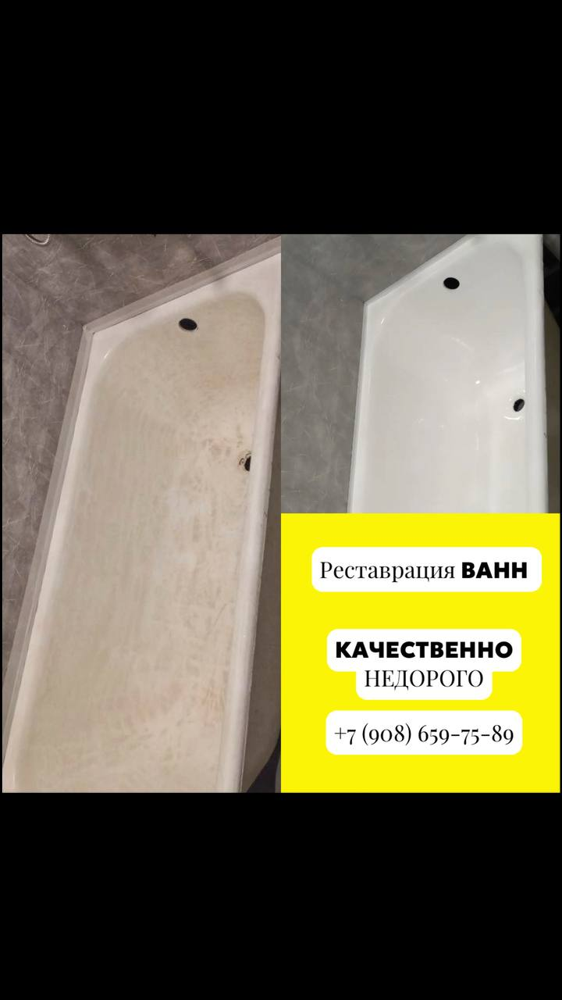 Реставрация ВАНН
КАЧЕСТВЕННО
НЕДОРОГО
+7 (908) 659-75-89